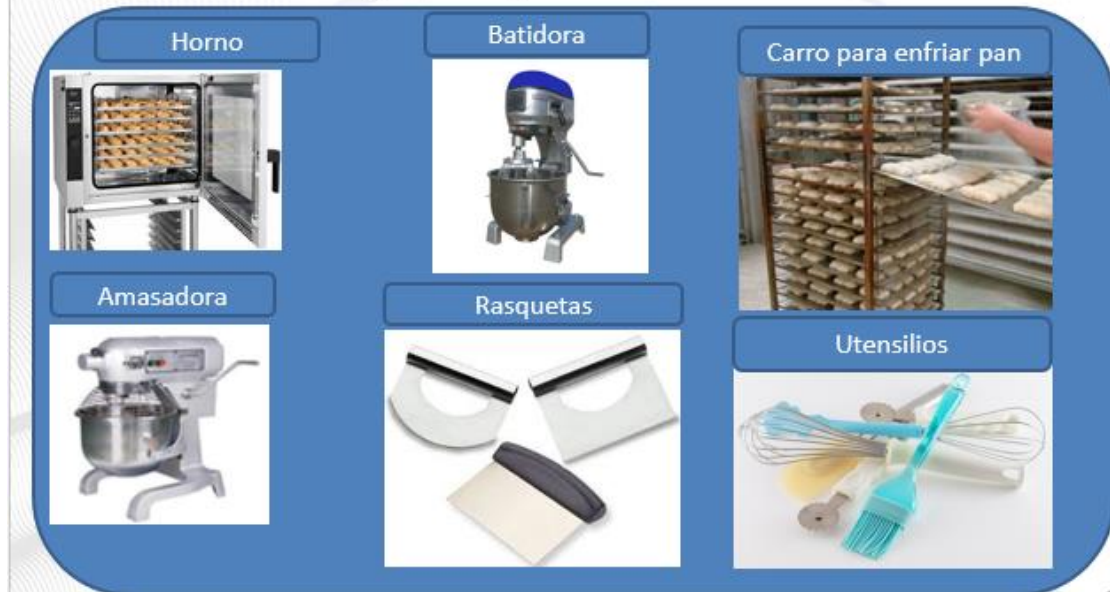 Horno
Batidora
Carro para enfriar pan
Amasadora
Rasquetas
Utensilios